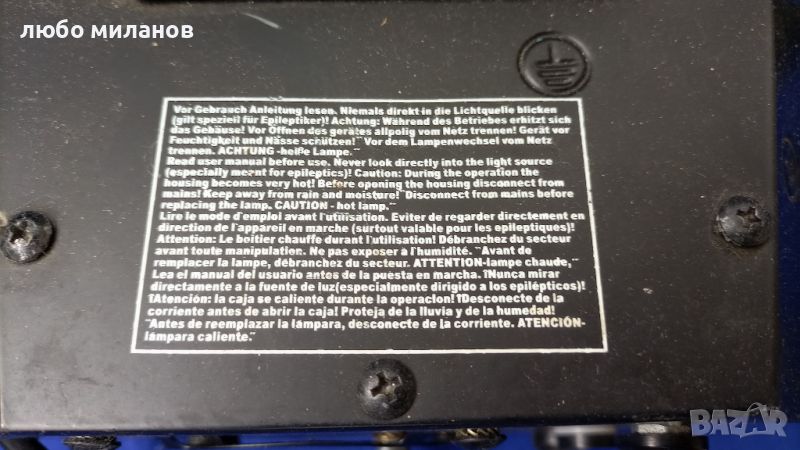 любо миланов
Vor Gebrauch Anleitung lesen. Niemals direkt in die Lichtquelle blicken
(gilt speziell für Epileptiker)! Achtung: Während des Betriebes erhitzt sich
das Gehäuse! Vor Öffnen des gerätes allpolig vom Netz trennen! Gerät vor
Feuchtigkeit und Nässe schützen!¨ Vor dem Lampenwechsel vom Netz
trennen. ACHTUNG -heiße Lampe.¨
Read user manual before use. Never look directly into the light source
(especially meant for epileptics)! Caution: During the operation the
housing becomes very hot! Before opening the housing disconnect from
mains! Keep away from rain and moisture!¨ Disconnect from mains before
replacing the lamp. CAUTION - hot lamp.¨
Lire le mode d'emploi avant l'utilisation. Eviter de regarder directement en
direction de l'appareil en marche (surtout valable pour les epileptiques)!
Attention: Le boîtier chauffe durant l'utilisation! Débranchez du secteur
avant toute manipulation. Ne pas exposer a l'humidité. ¨Avant de
remplacer la lampe, débranchez du secteur. ATTENTION-lampe chaude,¨
Lea el manual del usuario antes de la puesta en marcha. !Nunca mirar
directamente a la fuente de luz(especialmente dirigido a los epilépticos)!
!Atención: la caja se caliente durante la operacion! !Desconecte de la
corriente antes de abrir la caja! Proteja de la lluvia y de la humedad!
¨Antes de reemplazar la lámpara, desconecte de la corriente. ATENCIÓN-
lámpara caliente.¨
BAZAR